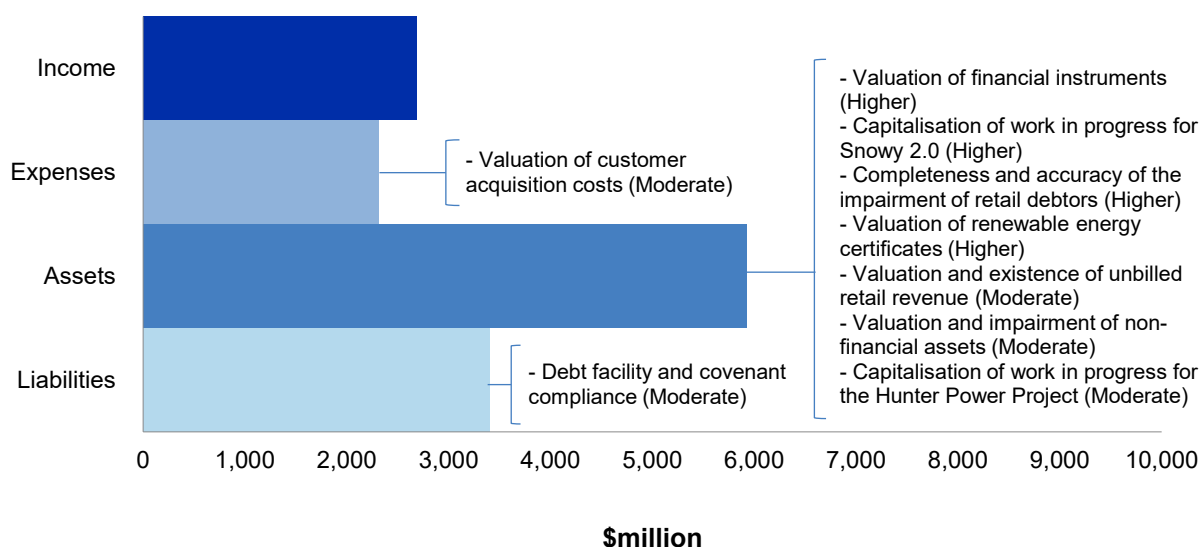 Income
Expenses
Assets
Liabilities
- Valuation of customer
acquisition costs (Moderate)
- Debt facility and covenant
compliance (Moderate)
- Valuation of financial instruments
(Higher)
- Capitalisation of work in progress for
Snowy 2.0 (Higher)
- Completeness and accuracy of the
impairment of retail debtors (Higher)
- Valuation of renewable energy
certificates (Higher)
- Valuation and existence of unbilled
retail revenue (Moderate)
- Valuation and impairment of non-
financial assets (Moderate)
- Capitalisation of work in progress for
the Hunter Power Project (Moderate)
0 1,000 2,000 3,000 4,000 5,000 6,000 7,000 8,000 9,000 10,000
$million